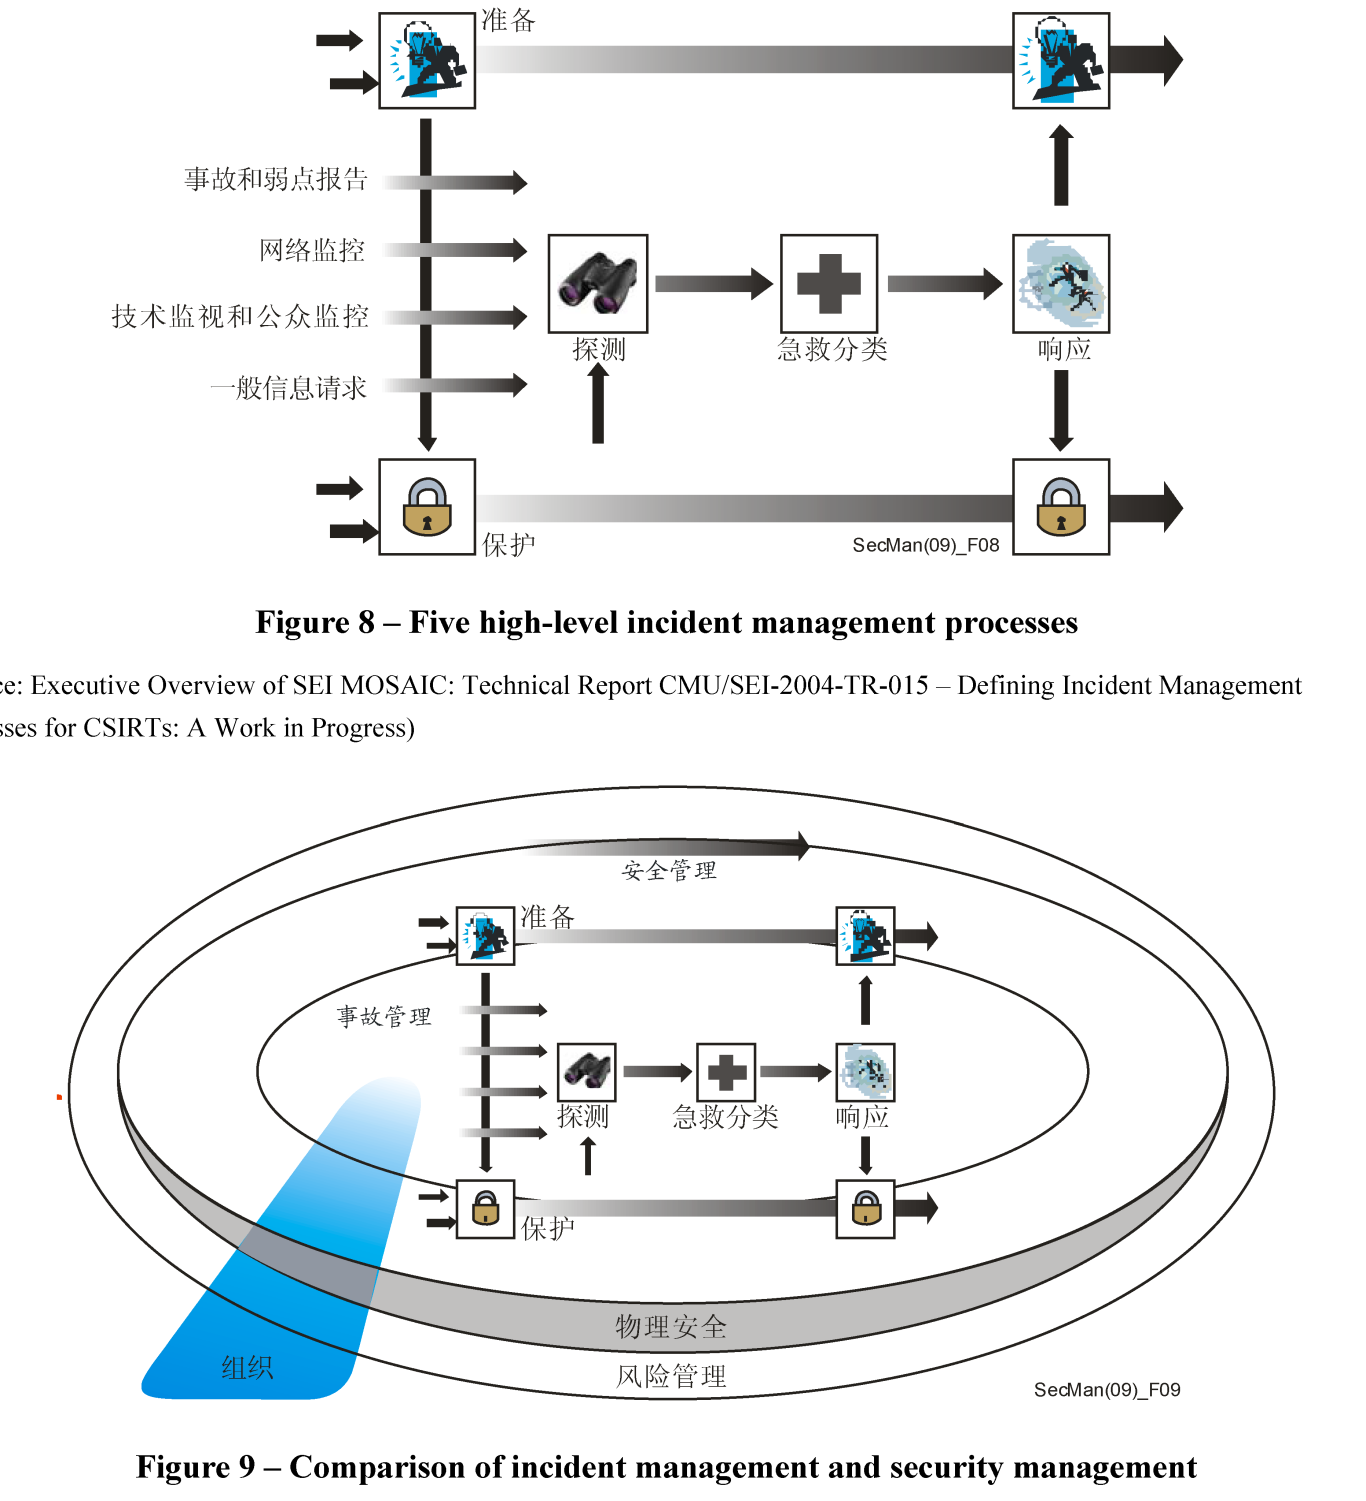 准备
事故和弱点报告
网络监控
技术监视和公众监控
一般信息请求
探测
急救分类
响应
保护
SecMan(09)_F08
Figure 8 – Five high-level incident management processes
ce: Executive Overview of SEI MOSAIC: Technical Report CMU/SEI-2004-TR-015 – Defining Incident Management
sses for CSIRTs: A Work in Progress)
安全管理
准备
事故管理
探测
急救分类
响应
保护
物理安全
组织
风险管理
SecMan(09)_F09
Figure 9 – Comparison of incident management and security management